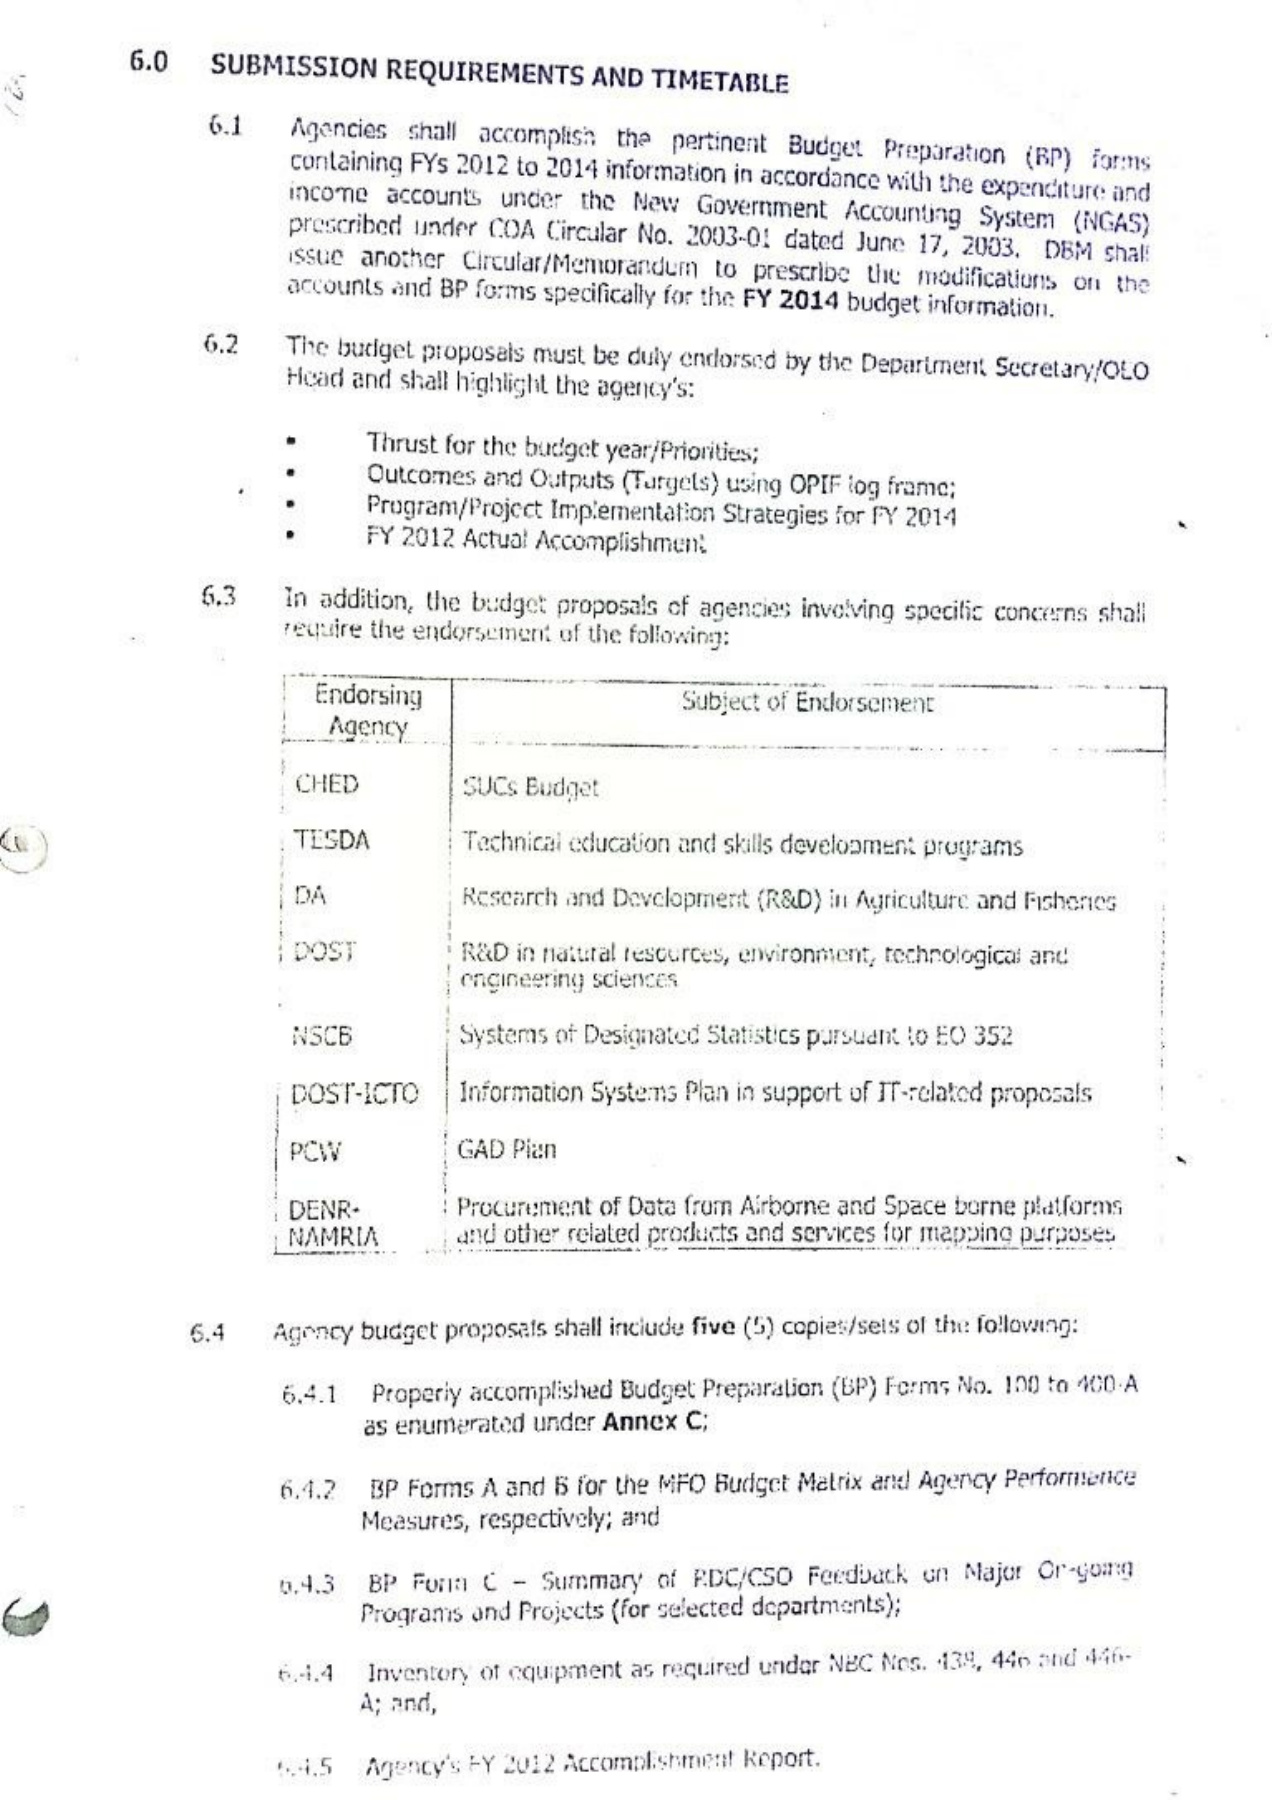 6.0 SUBMISSION REQUIREMENTS AND TIMETABLE
6.1 Agencies shall accomplish the pertinent Budget Preparation (BP) forms
containing FYs 2012 to 2014 information in accordance with the expenditure and
income accounts under the New Government Accounting System (NGAS)
prescribed under COA Circular No. 2003-01 dated June 17, 2003. DBM shall
issue another Circular/Memorandum to prescribe the modifications on the
accounts and BP forms specifically for the FY 2014 budget information.
6.2 The budget proposals must be duly endorsed by the Department Secretary/OEO
Head and shall highlight the agency's:
• Thrust for the budget year/Priorities;
• Outcomes and Outputs (Targets) using OPIF log frame;
• Program/Project Implementation Strategies for FY 2014
• FY 2012 Actual Accomplishment
6.3 In addition, the budget proposals of agencies involving specific concerns shall
require the endorsement of the following:
Endorsing Agency
Subject of Endorsement
CHED SUCs Budget
TESDA Technical education and skills development programs
DA Research and Development (R&D) in Agriculture and Fisheries
DOST R&D in natural resources, environment, technological and
engineering sciences
NSCB Systems of Designated Statistics pursuant to EO 352
DOST-ICTO Information Systems Plan in support of IT-related proposals
PCW GAD Plan
DENR- Procurement of Data from Airborne and Space borne platforms
NAMRIA and other related products and services for mapping purposes
6.4 Agency budget proposals shall include five (5) copies/sets of the following:
6.4.1 Properly accomplished Budget Preparation (BP) Forms No. 100 to 400-A
as enumerated under Annex C;
6.4.2 BP Forms A and B for the MFO Budget Matrix and Agency Performance
Measures, respectively; and
6.4.3 BP Form C – Summary of RDC/CSO Feedback on Major On-going
Programs and Projects (for selected departments);
6.4.4 Inventory of equipment as required under NBC Nos. 438, 446 and 446-
A; and,
6.4.5 Agency's FY 2012 Accomplishment Report.